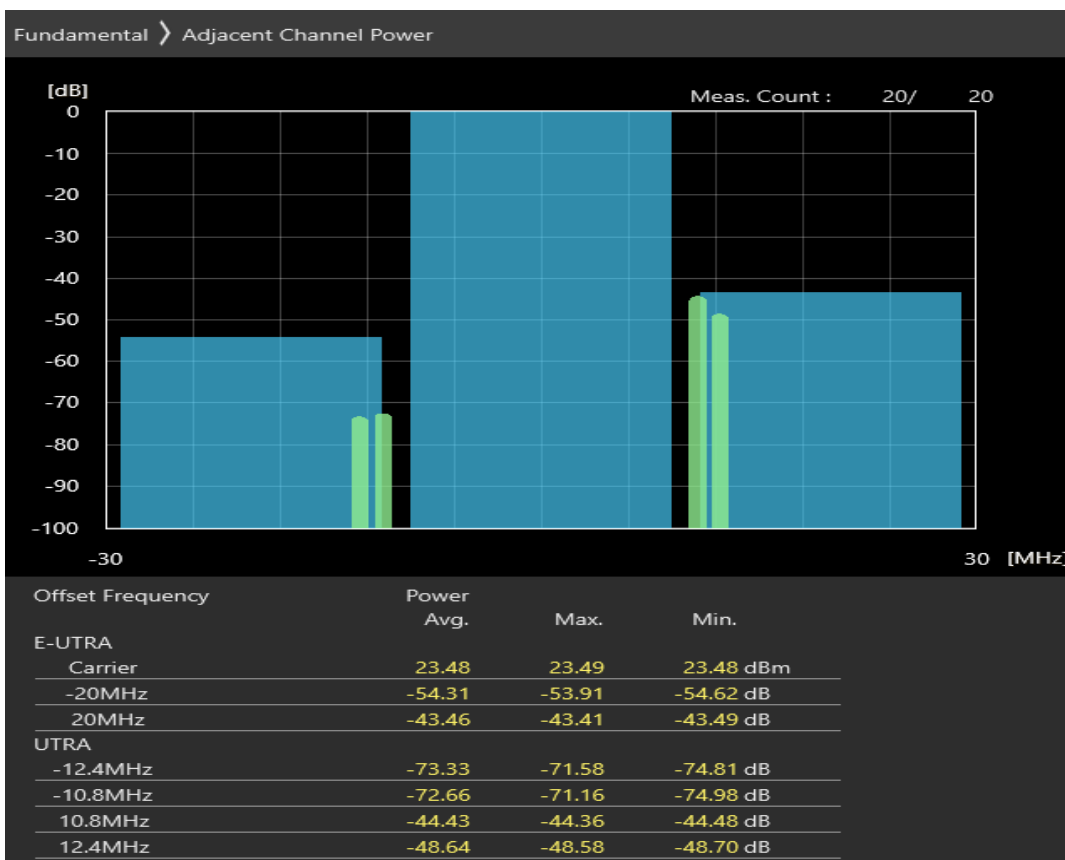 Fundamental 〉 Adjacent Channel Power
[dB]
Meas. Count : 20/ 20
0
-10
-20
-30
-40
-50
-60
-70
-80
-90
-100
-30 30 [MHz]
Offset Frequency Power
Avg. Max. Min.
E-UTRA
Carrier 23.48 23.49 23.48 dBm
-20MHz -54.31 -53.91 -54.62 dB
20MHz -43.46 -43.41 -43.49 dB
UTRA
-12.4MHz -73.33 -71.58 -74.81 dB
-10.8MHz -72.66 -71.16 -74.98 dB
10.8MHz -44.43 -44.36 -44.48 dB
12.4MHz -48.64 -48.58 -48.70 dB